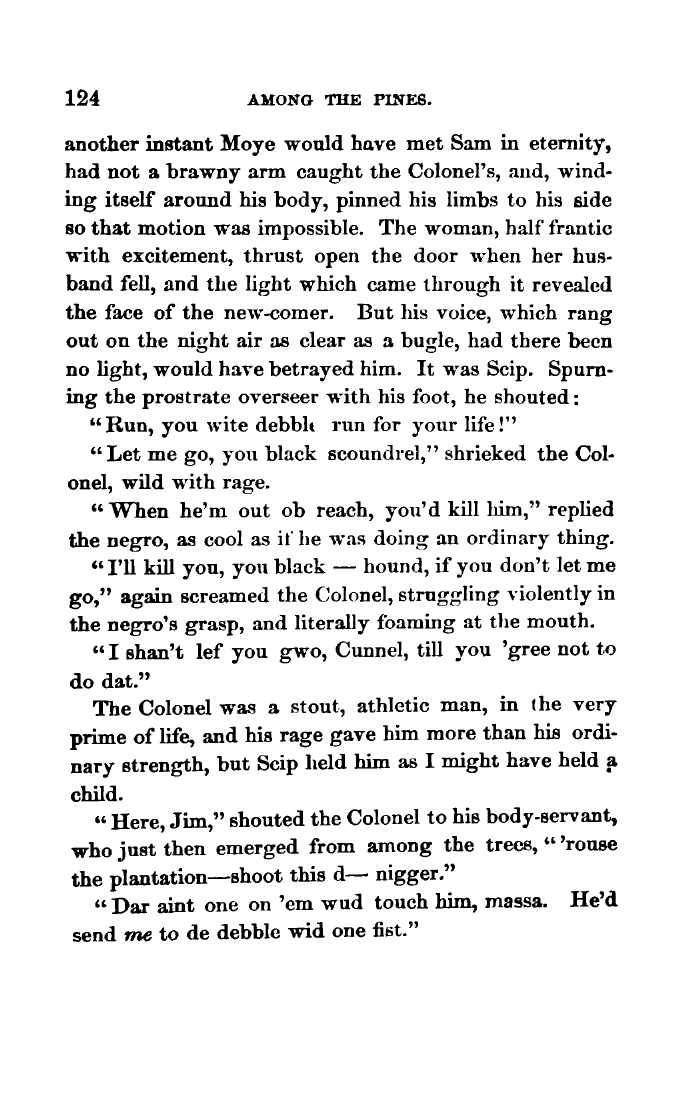 124 AMONG THE PINES.
another instant Moye would have met Sam in eternity,
had not a brawny arm caught the Colonel's, and, wind-
ing itself around his body, pinned his limbs to his side
so that motion was impossible. The woman, half frantic
with excitement, thrust open the door when her hus-
band fell, and the light which came through it revealed
the face of the new-comer. But his voice, which rang
out on the night air as clear as a bugle, had there been
no light, would have betrayed him. It was Scip. Spurn-
ing the prostrate overseer with his foot, he shouted:
"Run, you wite debble run for your life!"
"Let me go, you black scoundrel," shrieked the Col-
onel, wild with rage.
"When he'm out ob reach, you'd kill him," replied
the negro, as cool as if he was doing an ordinary thing.
"I'll kill you, you black — hound, if you don't let me
go," again screamed the Colonel, struggling violently in
the negro's grasp, and literally foaming at the mouth.
"I shan't lef you gwo, Cunnel, till you 'gree not to
do dat."
The Colonel was a stout, athletic man, in the very
prime of life, and his rage gave him more than his ordi-
nary strength, but Scip held him as I might have held a
child.
"Here, Jim," shouted the Colonel to his body-servant,
who just then emerged from among the trees, "'rouse
the plantation—shoot this d— nigger."
"Dar aint one on 'em wud touch him, massa. He'd
send me to de debble wid one fist."